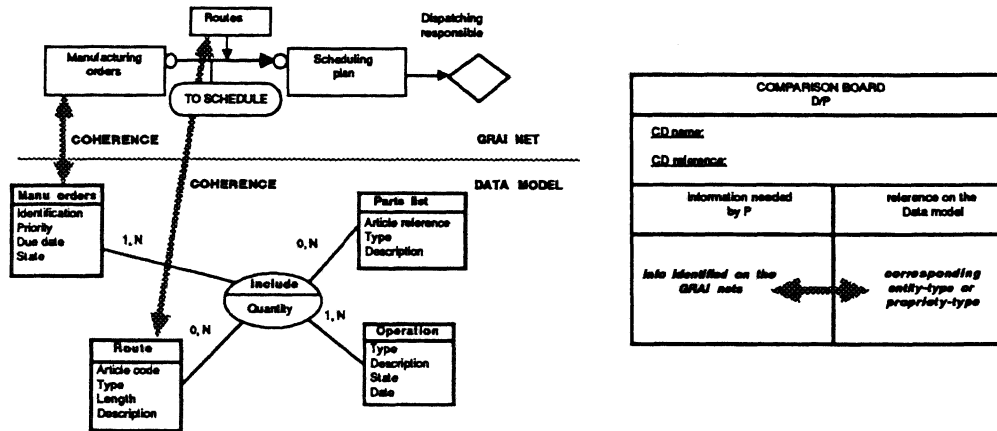 Routes
Dispatching
responsible
Manufacturing
orders
Scheduling
plan
TO SCHEDULE
COHERENCE
GRAI NET
COHERENCE
DATA MODEL
Manu orders
Identification
Priority
Due date
State
1, N
Parts list
Article reference
Type
Description
0, N
Include
Quantity
0, N
1, N
Route
Article code
Type
Length
Description
Operation
Type
Description
State
Date
COMPARISON BOARD
D/P
CD name:
CD reference:
information needed
by P
reference on the
Data model
Info identified on the
GRAI nets
corresponding
entity-type or
propriety-type